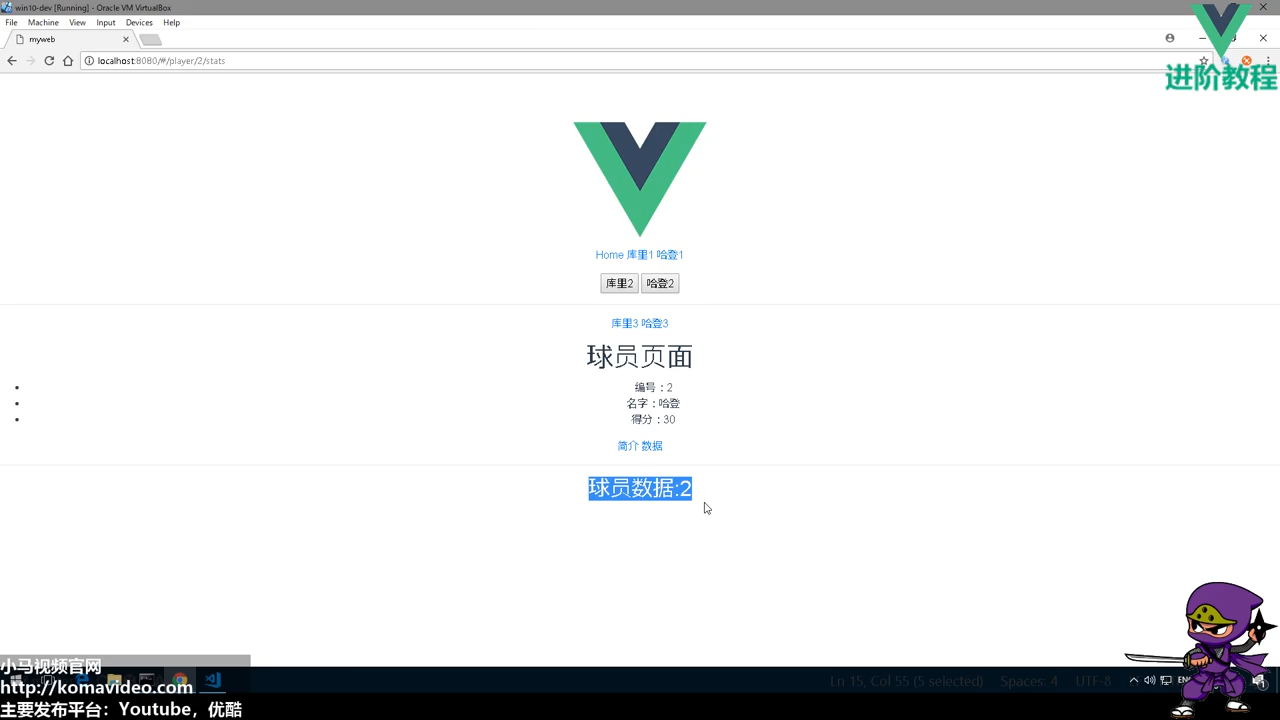 win10-dev [Running] - Oracle VM VirtualBox
File Machine View Input Devices Help
myweb
localhost:8080/#/player/2/stats
进阶教程
Home 库里1 哈登1
库里2 哈登2
库里3 哈登3
球员页面
编号：2
名字：哈登
得分：30
简介 数据
球员数据:2
小马视频官网
http://komavideo.com
主要发布平台：Youtube，优酷
Ln 15, Col 55 (5 selected) Spaces: 4 UTF-8